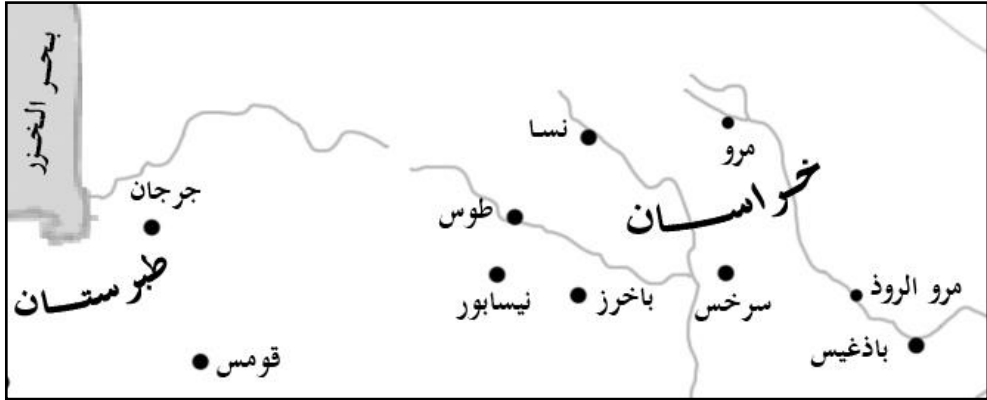 بحر الخزر
نسا
مرو
خراسان
جرجان
طوس
طبرستان
مرو الروذ
سرخس
باخرز
نيسابور
باذغيس
قومس